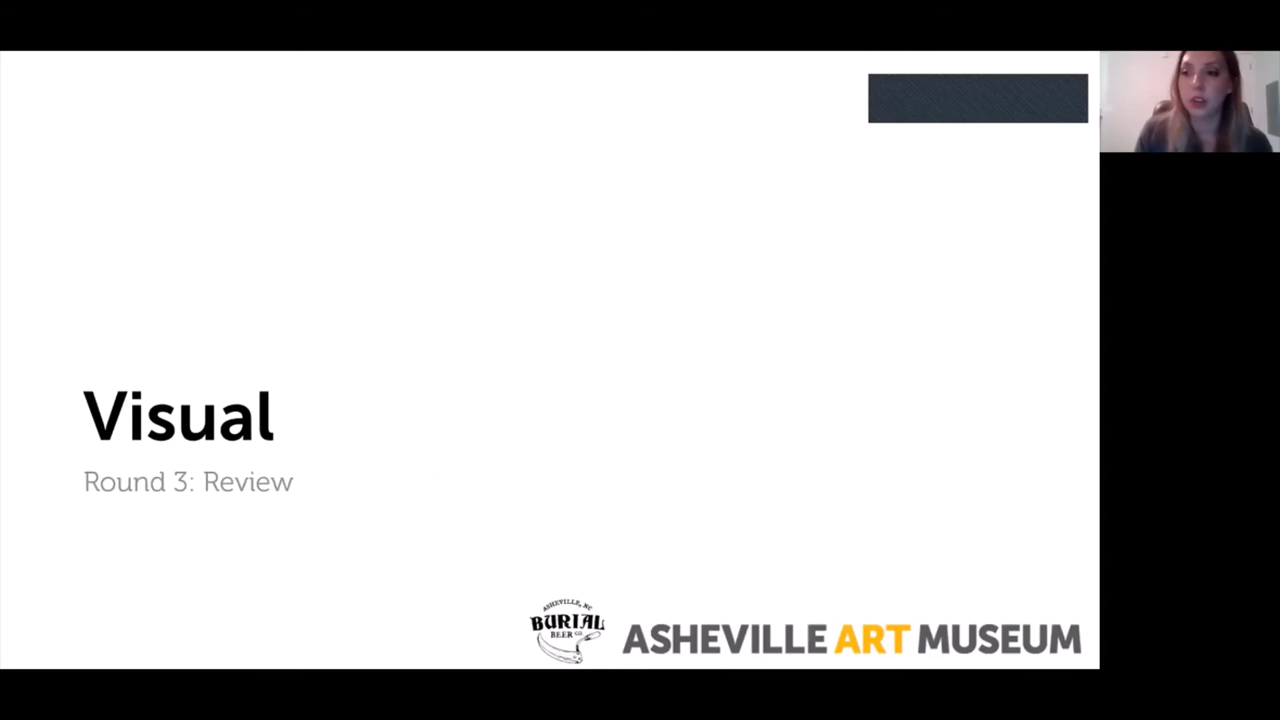 Visual
Round 3: Review
ASHEVILLE, NC
BURIAL
BEER CO.
ASHEVILLE ART MUSEUM